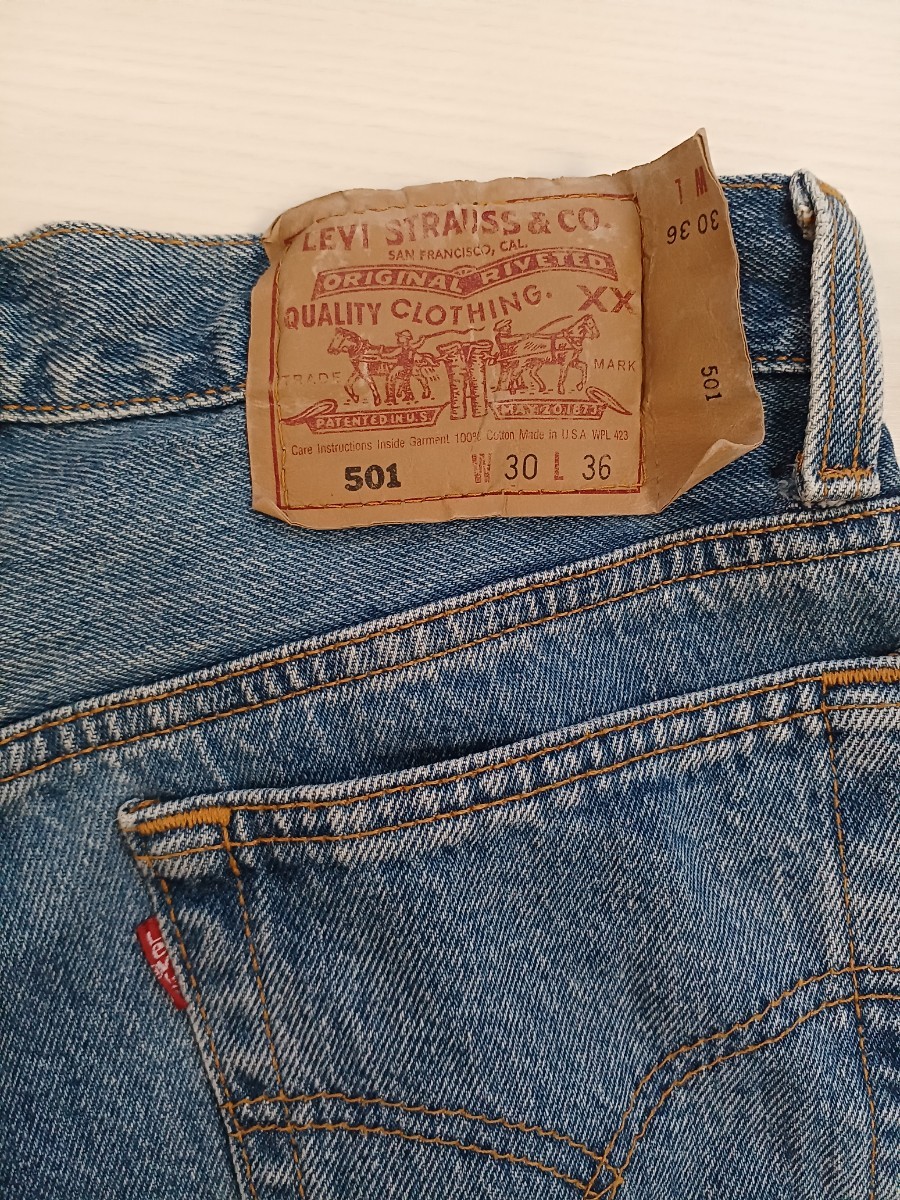 LEVI STRAUSS & CO.
SAN FRANCISCO, CAL.
ORIGINAL RIVETED
QUALITY CLOTHING. XX
TRADE MARK
PATENTED IN U.S. MAY 20 1873
Care Instructions Inside Garment 100% Cotton Made in U.S.A WPL 423
501 W 30 L 36
W L
30 36
501
LEVI'S